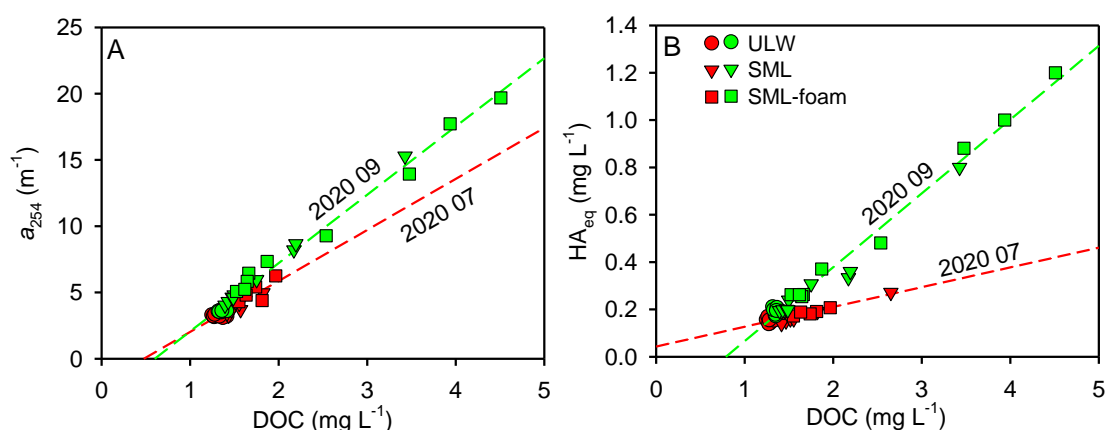 A
25
20
15
10
5
0
a254 (m-1)
2020 09
2020 07
0 1 2 3 4 5
DOC (mg L-1)
B
1.4
1.2
1.0
0.8
0.6
0.4
0.2
0.0
HAeq (mg L-1)
ULW
SML
SML-foam
2020 09
2020 07
0 1 2 3 4 5
DOC (mg L-1)